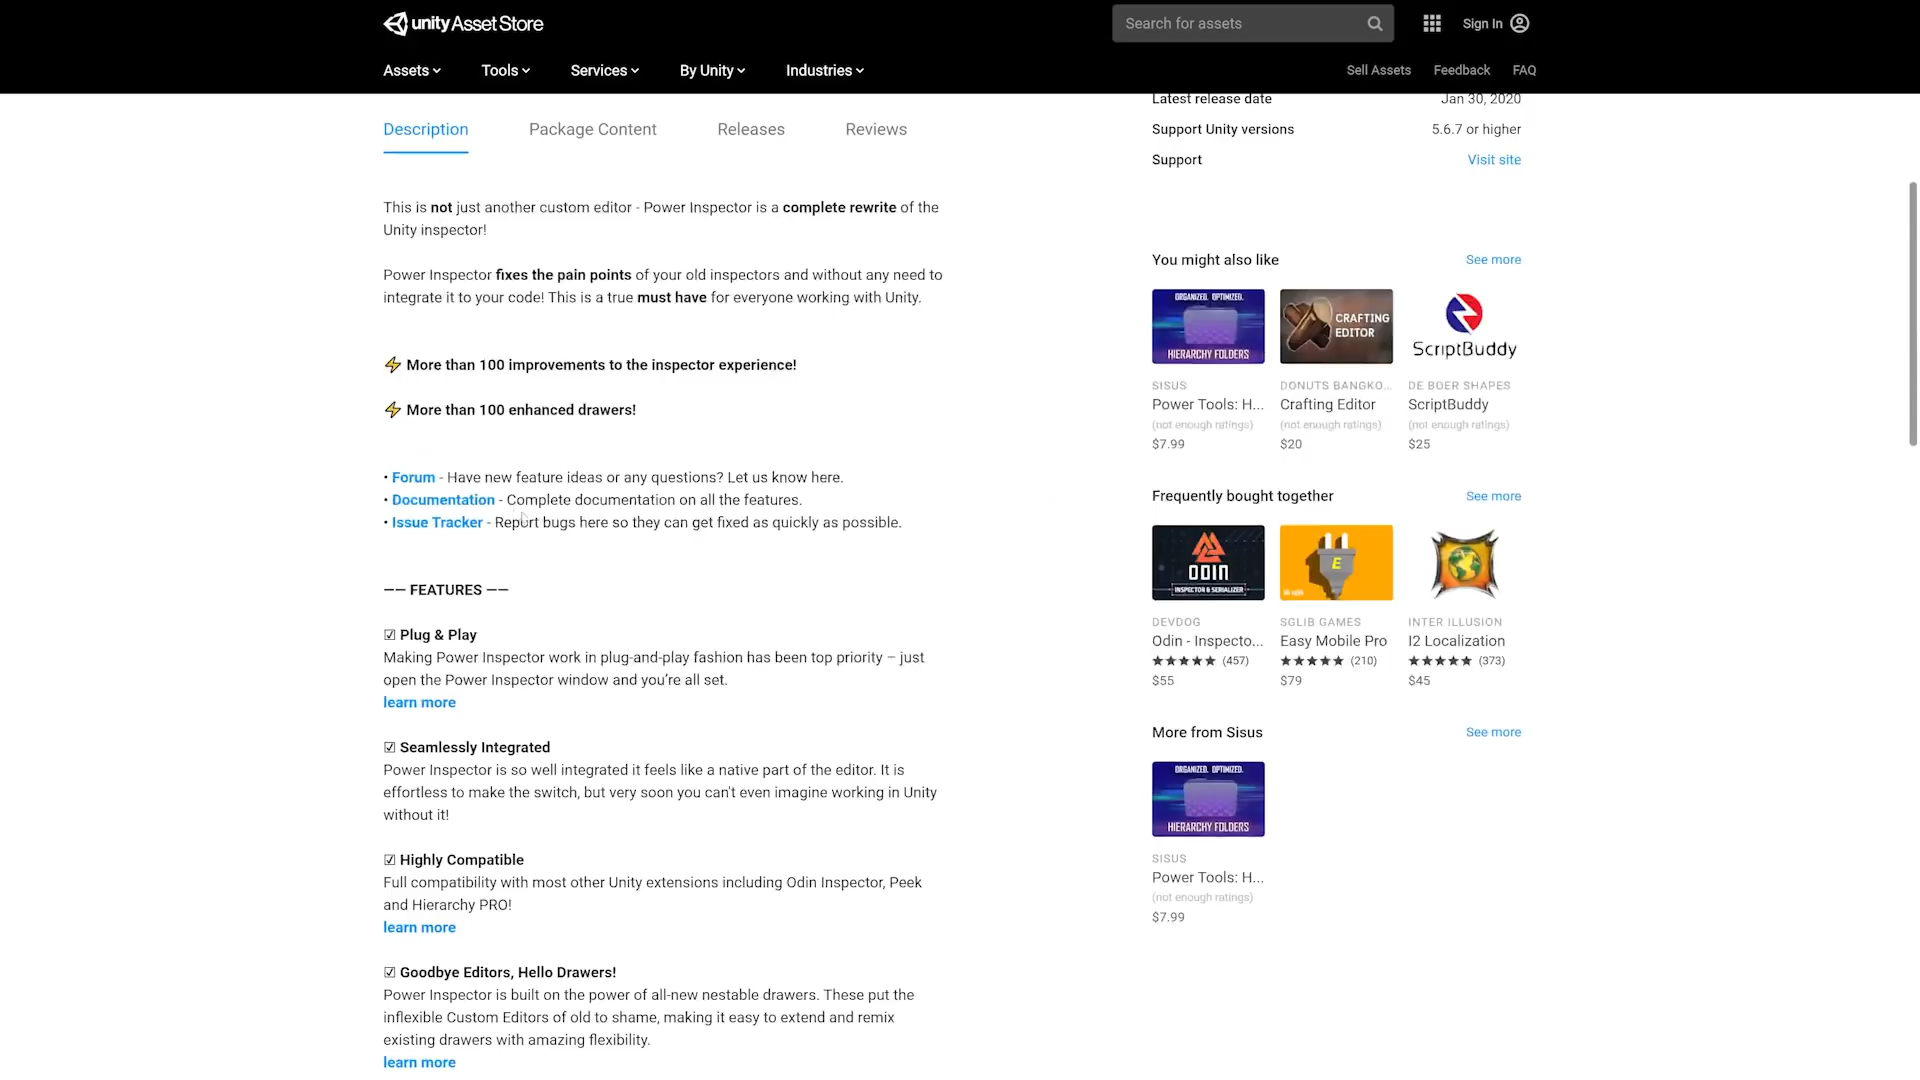 unity Asset Store
Search for assets
Sign In
Assets
Tools
Services
By Unity
Industries
Sell Assets
Feedback
FAQ
Description
Package Content
Releases
Reviews
This is not just another custom editor - Power Inspector is a complete rewrite of the
Unity inspector!
Power Inspector fixes the pain points of your old inspectors and without any need to
integrate it to your code! This is a true must have for everyone working with Unity.
⚡ More than 100 improvements to the inspector experience!
⚡ More than 100 enhanced drawers!
• Forum - Have new feature ideas or any questions? Let us know here.
• Documentation - Complete documentation on all the features.
• Issue Tracker - Report bugs here so they can get fixed as quickly as possible.
—– FEATURES —–
☑ Plug & Play
Making Power Inspector work in plug-and-play fashion has been top priority – just
open the Power Inspector window and you’re all set.
learn more
☑ Seamlessly Integrated
Power Inspector is so well integrated it feels like a native part of the editor. It is
effortless to make the switch, but very soon you can't even imagine working in Unity
without it!
☑ Highly Compatible
Full compatibility with most other Unity extensions including Odin Inspector, Peek
and Hierarchy PRO!
learn more
☑ Goodbye Editors, Hello Drawers!
Power Inspector is built on the power of all-new nestable drawers. These put the
inflexible Custom Editors of old to shame, making it easy to extend and remix
existing drawers with amazing flexibility.
learn more
Latest release date
Jan 30, 2020
Support Unity versions
5.6.7 or higher
Support
Visit site
You might also like
See more
ORGANIZED. OPTIMIZED.
HIERARCHY FOLDERS
SISUS
Power Tools: H...
(not enough ratings)
$7.99
CRAFTING
EDITOR
DONUTS BANGKO...
Crafting Editor
(not enough ratings)
$20
ScriptBuddy
DE BOER SHAPES
ScriptBuddy
(not enough ratings)
$25
Frequently bought together
See more
ODIN
INSPECTOR & SERIALIZER
DEVDOG
Odin - Inspecto...
★★★★★ (457)
$55
E
SGLIB GAMES
Easy Mobile Pro
★★★★★ (210)
$79
INTER ILLUSION
I2 Localization
★★★★★ (373)
$45
More from Sisus
See more
ORGANIZED. OPTIMIZED.
HIERARCHY FOLDERS
SISUS
Power Tools: H...
(not enough ratings)
$7.99